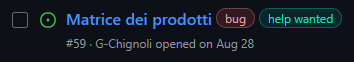 Matrice dei prodotti bug help wanted
#59 · G-Chignoli opened on Aug 28